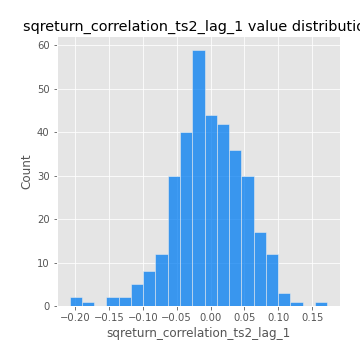 sqreturn_correlation_ts2_lag_1 value distributio
60
50
40
30
20
10
0
Count
−0.20 −0.15 −0.10 −0.05 0.00 0.05 0.10 0.15
sqreturn_correlation_ts2_lag_1